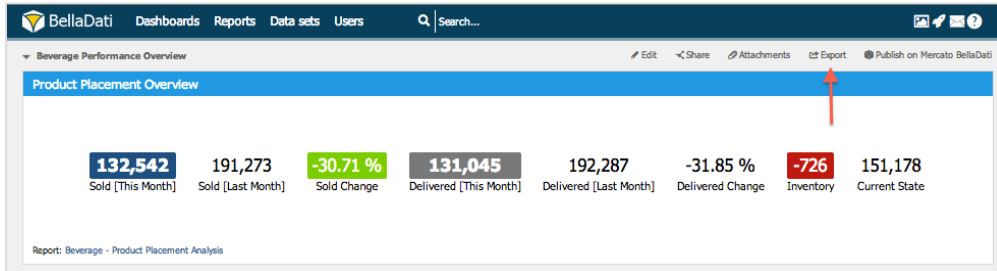 BellaDati Dashboards Reports Data sets Users Search...
Beverage Performance Overview Edit Share Attachments Export Publish on Mercato BellaDati
Product Placement Overview
132,542 191,273 -30.71 % 131,045 192,287 -31.85 % -726 151,178
Sold [This Month] Sold [Last Month] Sold Change Delivered [This Month] Delivered [Last Month] Delivered Change Inventory Current State
Report: Beverage - Product Placement Analysis